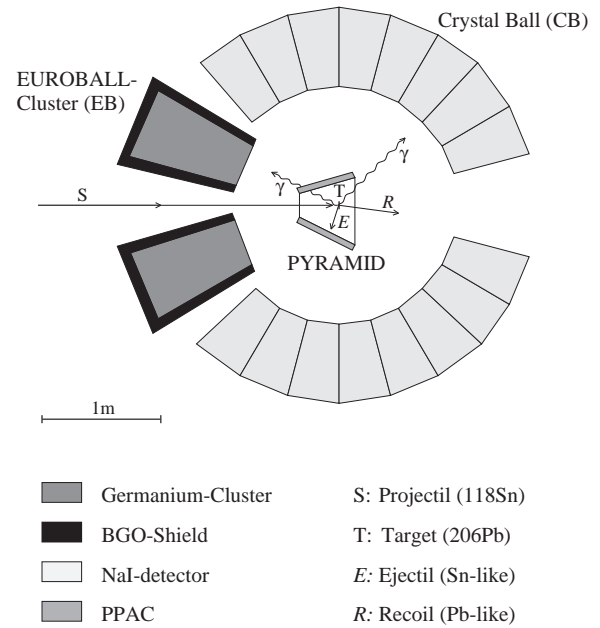 Crystal Ball (CB)
EUROBALL-
Cluster (EB)
γ
γ
S
T
R
E
PYRAMID
1m
Germanium-Cluster
S: Projectil (118Sn)
BGO-Shield
T: Target (206Pb)
NaI-detector
E: Ejectil (Sn-like)
PPAC
R: Recoil (Pb-like)